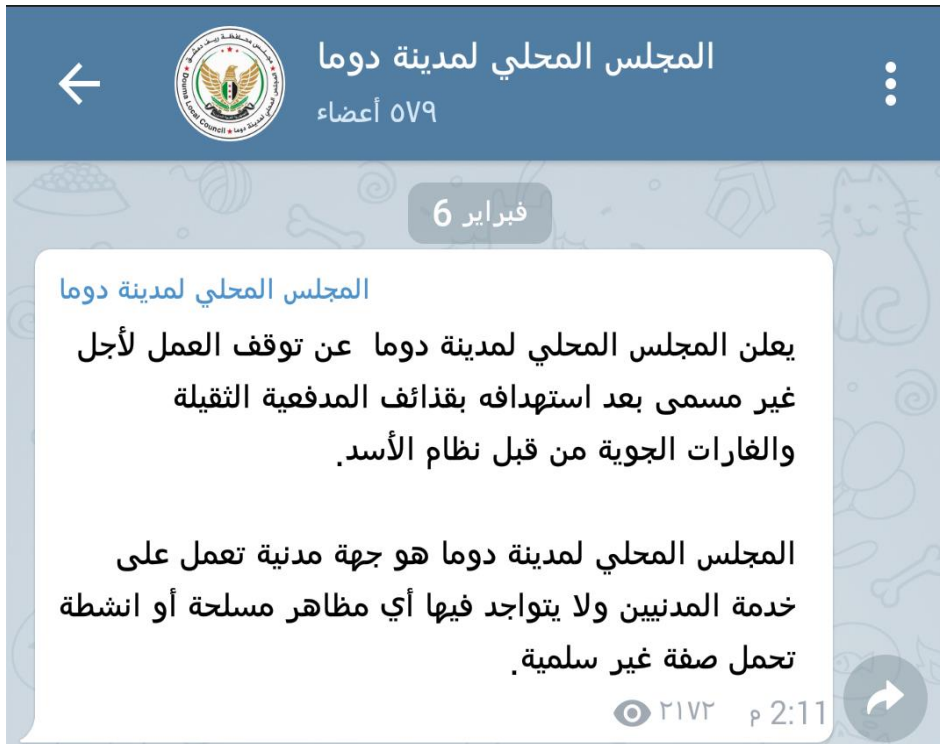 المجلس المحلي لمدينة دوما
٥٧٩ أعضاء
Douma Local Council
فبراير 6
المجلس المحلي لمدينة دوما
يعلن المجلس المحلي لمدينة دوما عن توقف العمل لأجل
غير مسمى بعد استهدافه بقذائف المدفعية الثقيلة
والغارات الجوية من قبل نظام الأسد.
المجلس المحلي لمدينة دوما هو جهة مدنية تعمل على
خدمة المدنيين ولا يتواجد فيها أي مظاهر مسلحة أو انشطة
تحمل صفة غير سلمية.
٢١٧٢ 2:11 م